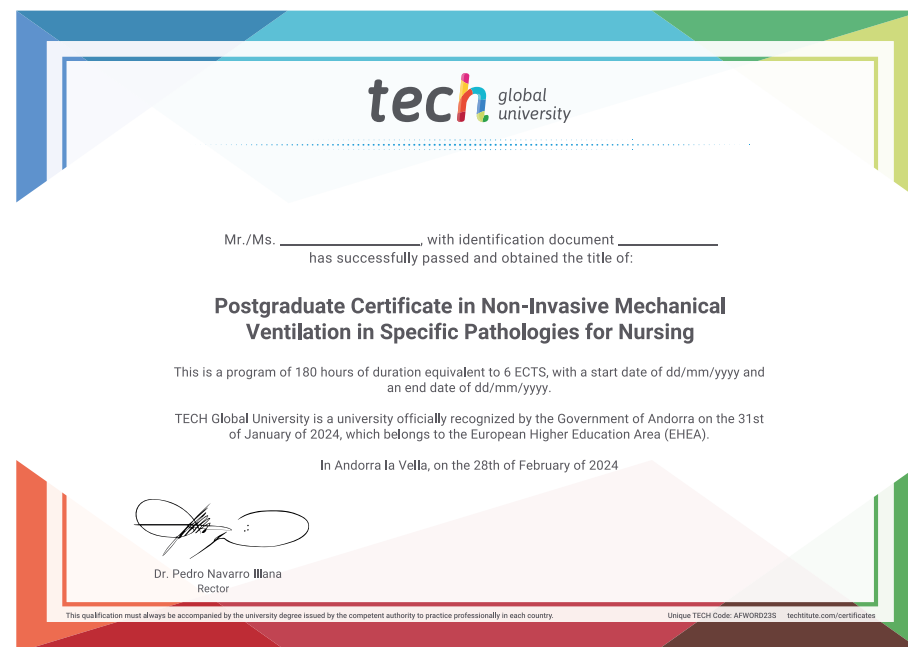 tech global university
Mr./Ms. ____________, with identification document ____________
has successfully passed and obtained the title of:
Postgraduate Certificate in Non-Invasive Mechanical
Ventilation in Specific Pathologies for Nursing
This is a program of 180 hours of duration equivalent to 6 ECTS, with a start date of dd/mm/yyyy and
an end date of dd/mm/yyyy.
TECH Global University is a university officially recognized by the Government of Andorra on the 31st
of January of 2024, which belongs to the European Higher Education Area (EHEA).
In Andorra la Vella, on the 28th of February of 2024
Dr. Pedro Navarro Illana
Rector
This qualification must always be accompanied by the university degree issued by the competent authority to practice professionally in each country.
Unique TECH Code: AFWORD23S techtitute.com/certificates